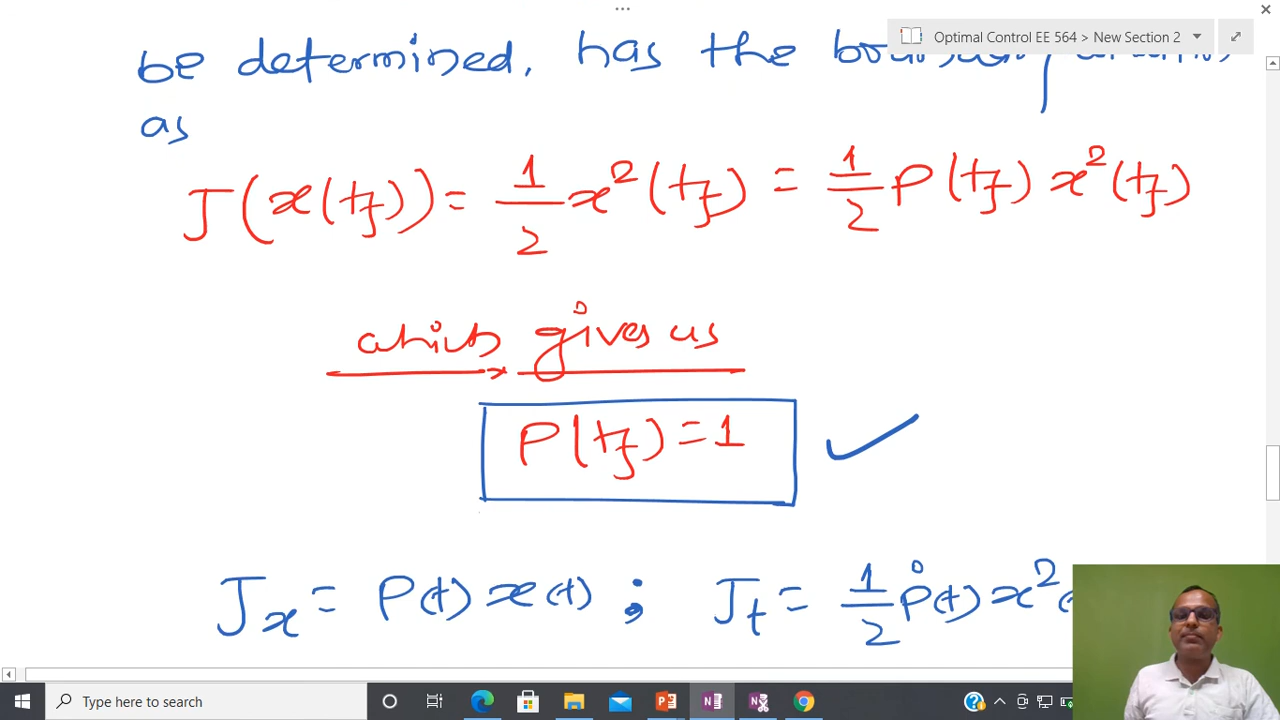 Optimal Control EE 564 > New Section 2
be determined, has the boundary
as
J(x(tf)) = 1/2 x²(tf) = 1/2 P(tf) x²(tf)
which gives us
P(tf) = 1
Jx = P(t) x(t) ; Jt = 1/2 Ṗ(t) x²
Type here to search